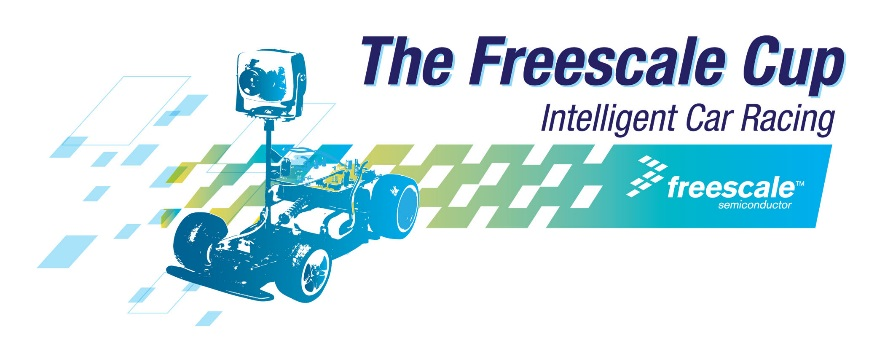 The Freescale Cup
Intelligent Car Racing
freescale™
semiconductor